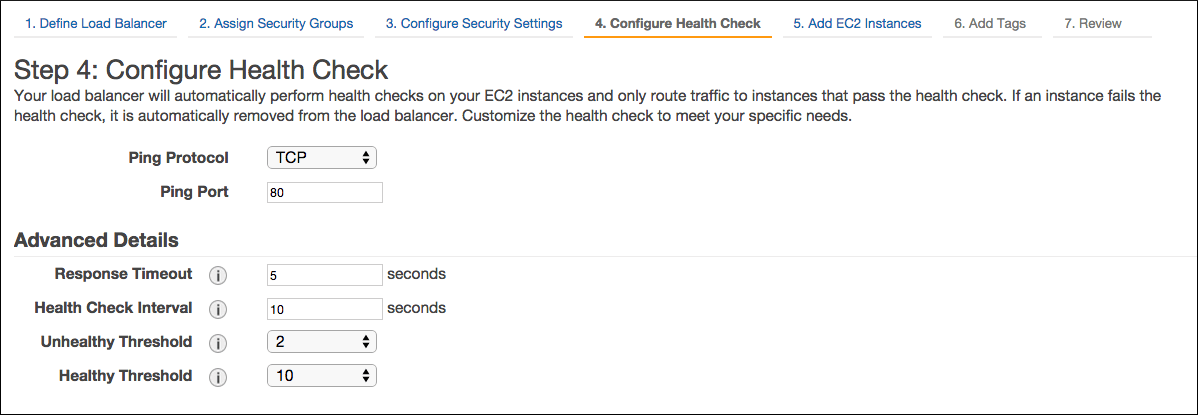 1. Define Load Balancer 2. Assign Security Groups 3. Configure Security Settings 4. Configure Health Check 5. Add EC2 Instances 6. Add Tags 7. Review
Step 4: Configure Health Check
Your load balancer will automatically perform health checks on your EC2 instances and only route traffic to instances that pass the health check. If an instance fails the
health check, it is automatically removed from the load balancer. Customize the health check to meet your specific needs.
Ping Protocol TCP
Ping Port 80
Advanced Details
Response Timeout i 5 seconds
Health Check Interval i 10 seconds
Unhealthy Threshold i 2
Healthy Threshold i 10